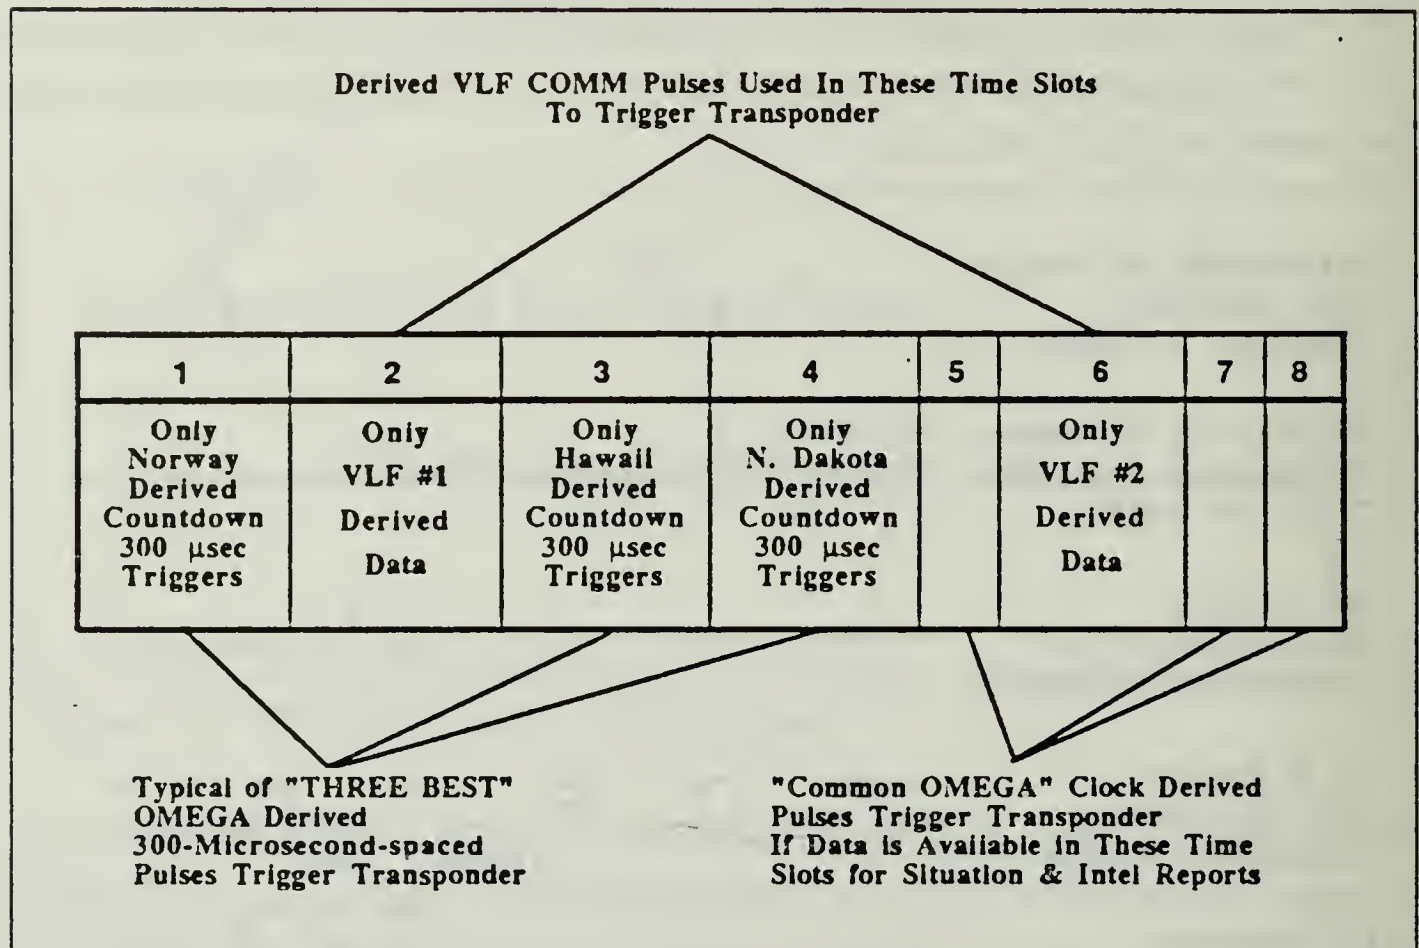 Derived VLF COMM Pulses Used In These Time Slots
To Trigger Transponder
1 2 3 4 5 6 7 8
Only
Norway
Derived
Countdown
300 µsec
Triggers
Only
VLF #1
Derived
Data
Only
Hawaii
Derived
Countdown
300 µsec
Triggers
Only
N. Dakota
Derived
Countdown
300 µsec
Triggers
Only
VLF #2
Derived
Data
Typical of "THREE BEST"
OMEGA Derived
300-Microsecond-spaced
Pulses Trigger Transponder
"Common OMEGA" Clock Derived
Pulses Trigger Transponder
If Data is Available in These Time
Slots for Situation & Intel Reports